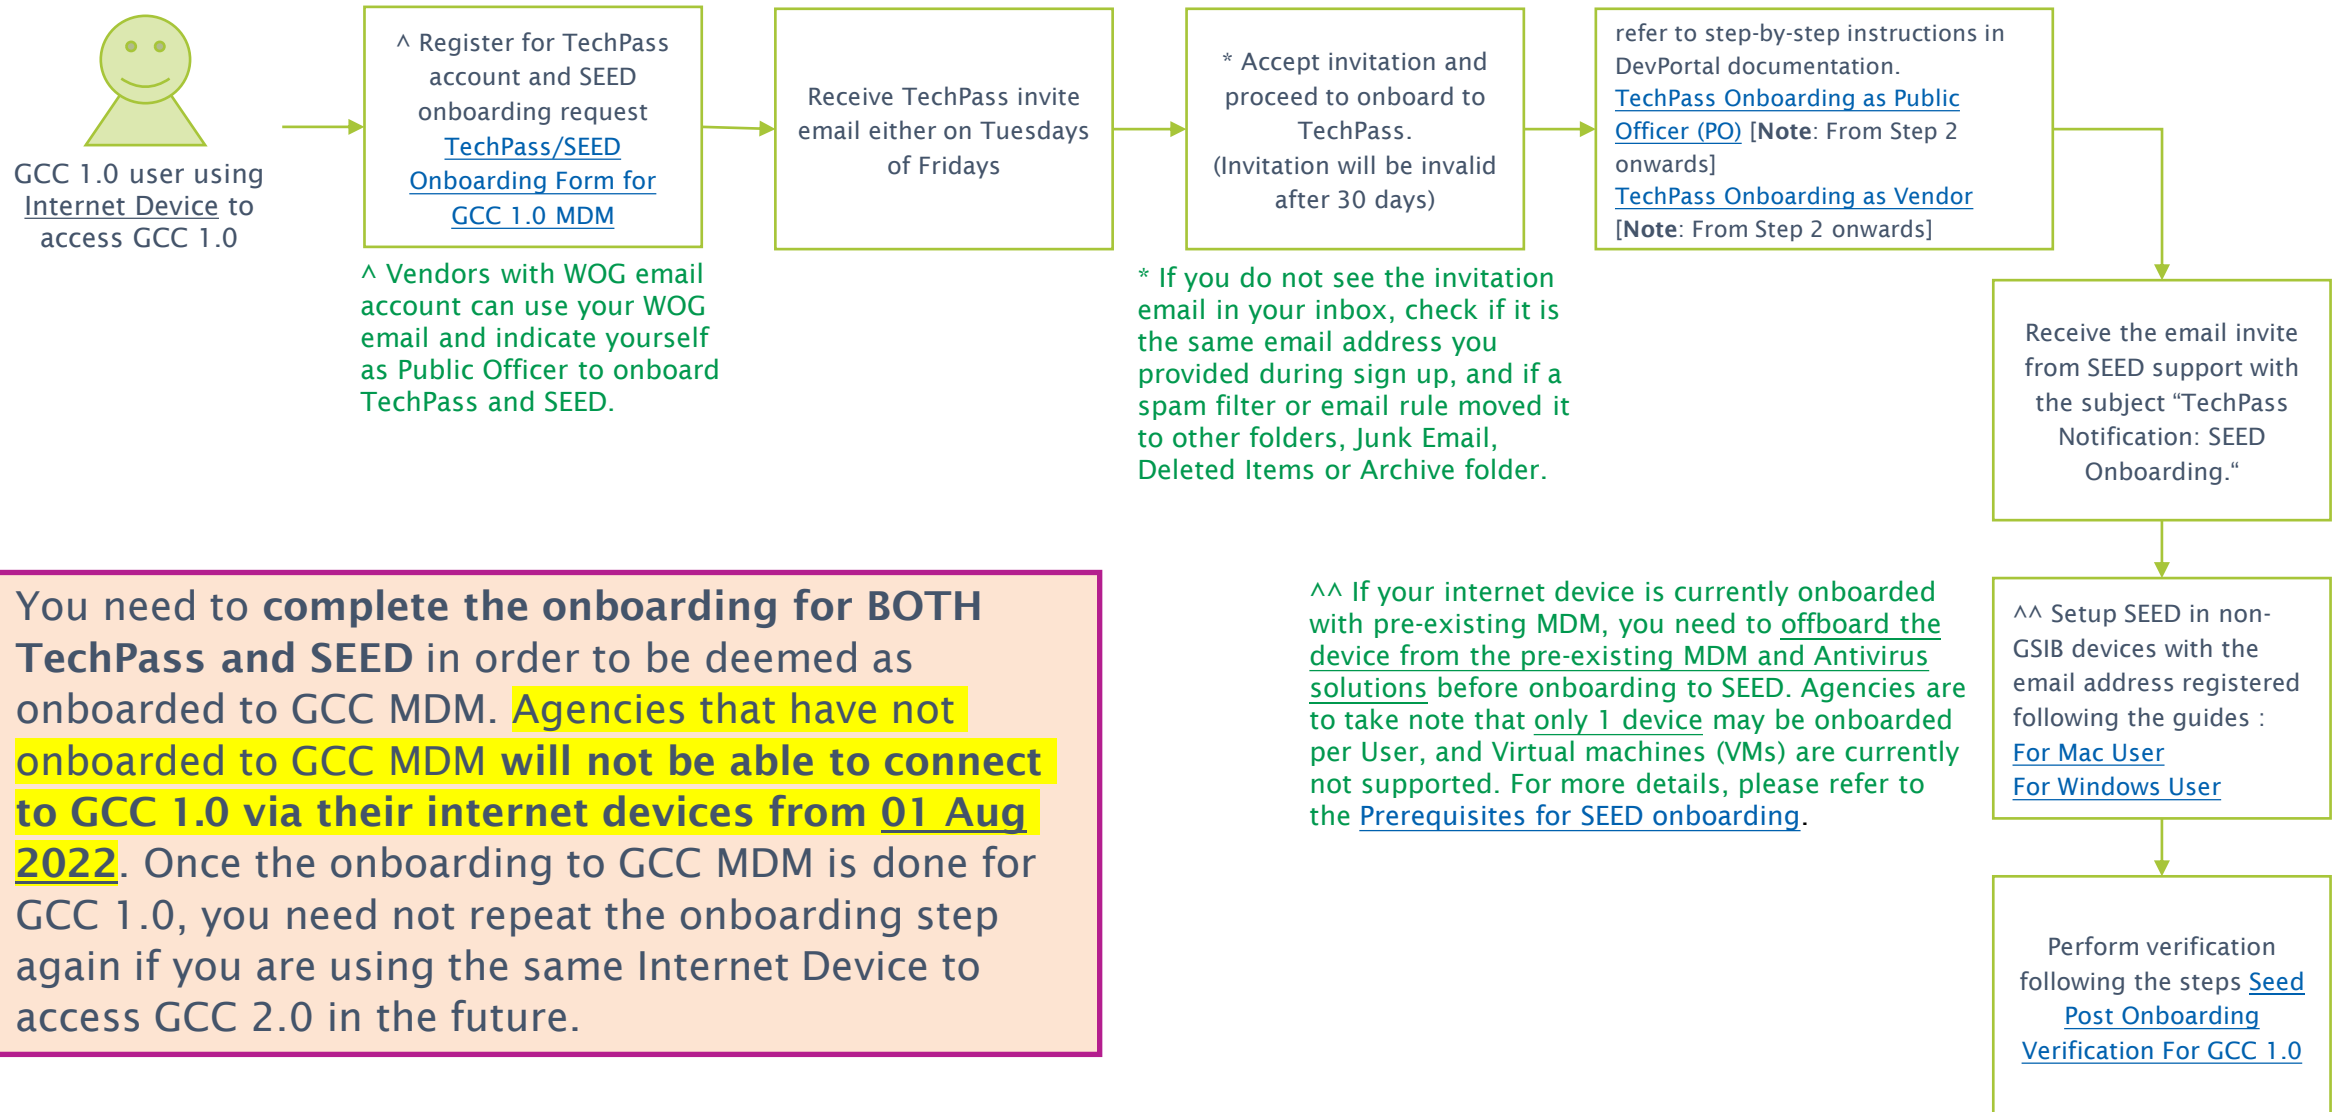 GCC 1.0 user using
Internet Device to
access GCC 1.0
^ Register for TechPass
account and SEED
onboarding request
TechPass/SEED
Onboarding Form for
GCC 1.0 MDM
^ Vendors with WOG email
account can use your WOG
email and indicate yourself
as Public Officer to onboard
TechPass and SEED.
Receive TechPass invite
email either on Tuesdays
of Fridays
* Accept invitation and
proceed to onboard to
TechPass.
(Invitation will be invalid
after 30 days)
* If you do not see the invitation
email in your inbox, check if it is
the same email address you
provided during sign up, and if a
spam filter or email rule moved it
to other folders, Junk Email,
Deleted Items or Archive folder.
refer to step-by-step instructions in
DevPortal documentation.
TechPass Onboarding as Public
Officer (PO) [Note: From Step 2
onwards]
TechPass Onboarding as Vendor
[Note: From Step 2 onwards]
Receive the email invite
from SEED support with
the subject “TechPass
Notification: SEED
Onboarding.“
^^ Setup SEED in non-
GSIB devices with the
email address registered
following the guides :
For Mac User
For Windows User
^^ If your internet device is currently onboarded
with pre-existing MDM, you need to offboard the
device from the pre-existing MDM and Antivirus
solutions before onboarding to SEED. Agencies are
to take note that only 1 device may be onboarded
per User, and Virtual machines (VMs) are currently
not supported. For more details, please refer to
the Prerequisites for SEED onboarding.
Perform verification
following the steps Seed
Post Onboarding
Verification For GCC 1.0
You need to complete the onboarding for BOTH
TechPass and SEED in order to be deemed as
onboarded to GCC MDM. Agencies that have not
onboarded to GCC MDM will not be able to connect
to GCC 1.0 via their internet devices from 01 Aug
2022. Once the onboarding to GCC MDM is done for
GCC 1.0, you need not repeat the onboarding step
again if you are using the same Internet Device to
access GCC 2.0 in the future.